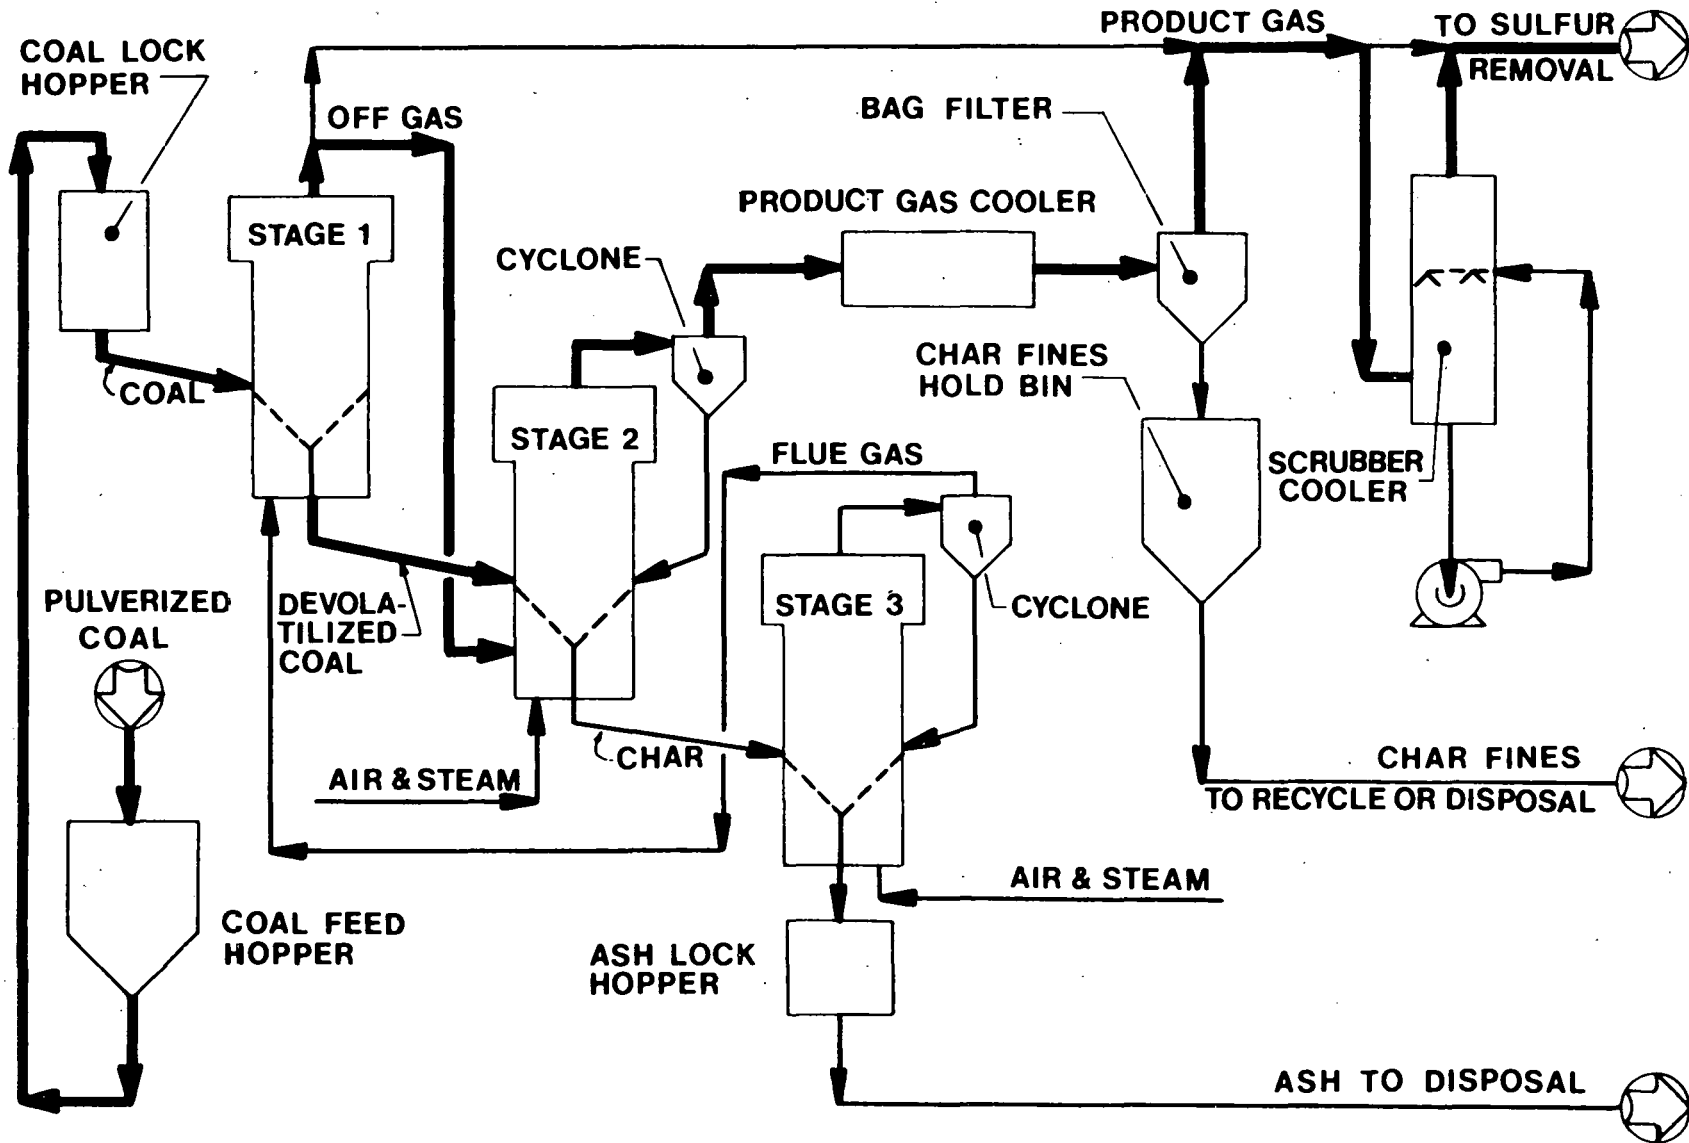 PRODUCT GAS
TO SULFUR
REMOVAL
COAL LOCK
HOPPER
OFF GAS
BAG FILTER
PRODUCT GAS COOLER
STAGE 1
CYCLONE
CHAR FINES
HOLD BIN
COAL
STAGE 2
FLUE GAS
SCRUBBER
COOLER
PULVERIZED
COAL
DEVOLA-
TILIZED
COAL
STAGE 3
CYCLONE
CHAR
AIR & STEAM
CHAR FINES
TO RECYCLE OR DISPOSAL
AIR & STEAM
COAL FEED
HOPPER
ASH LOCK
HOPPER
ASH TO DISPOSAL